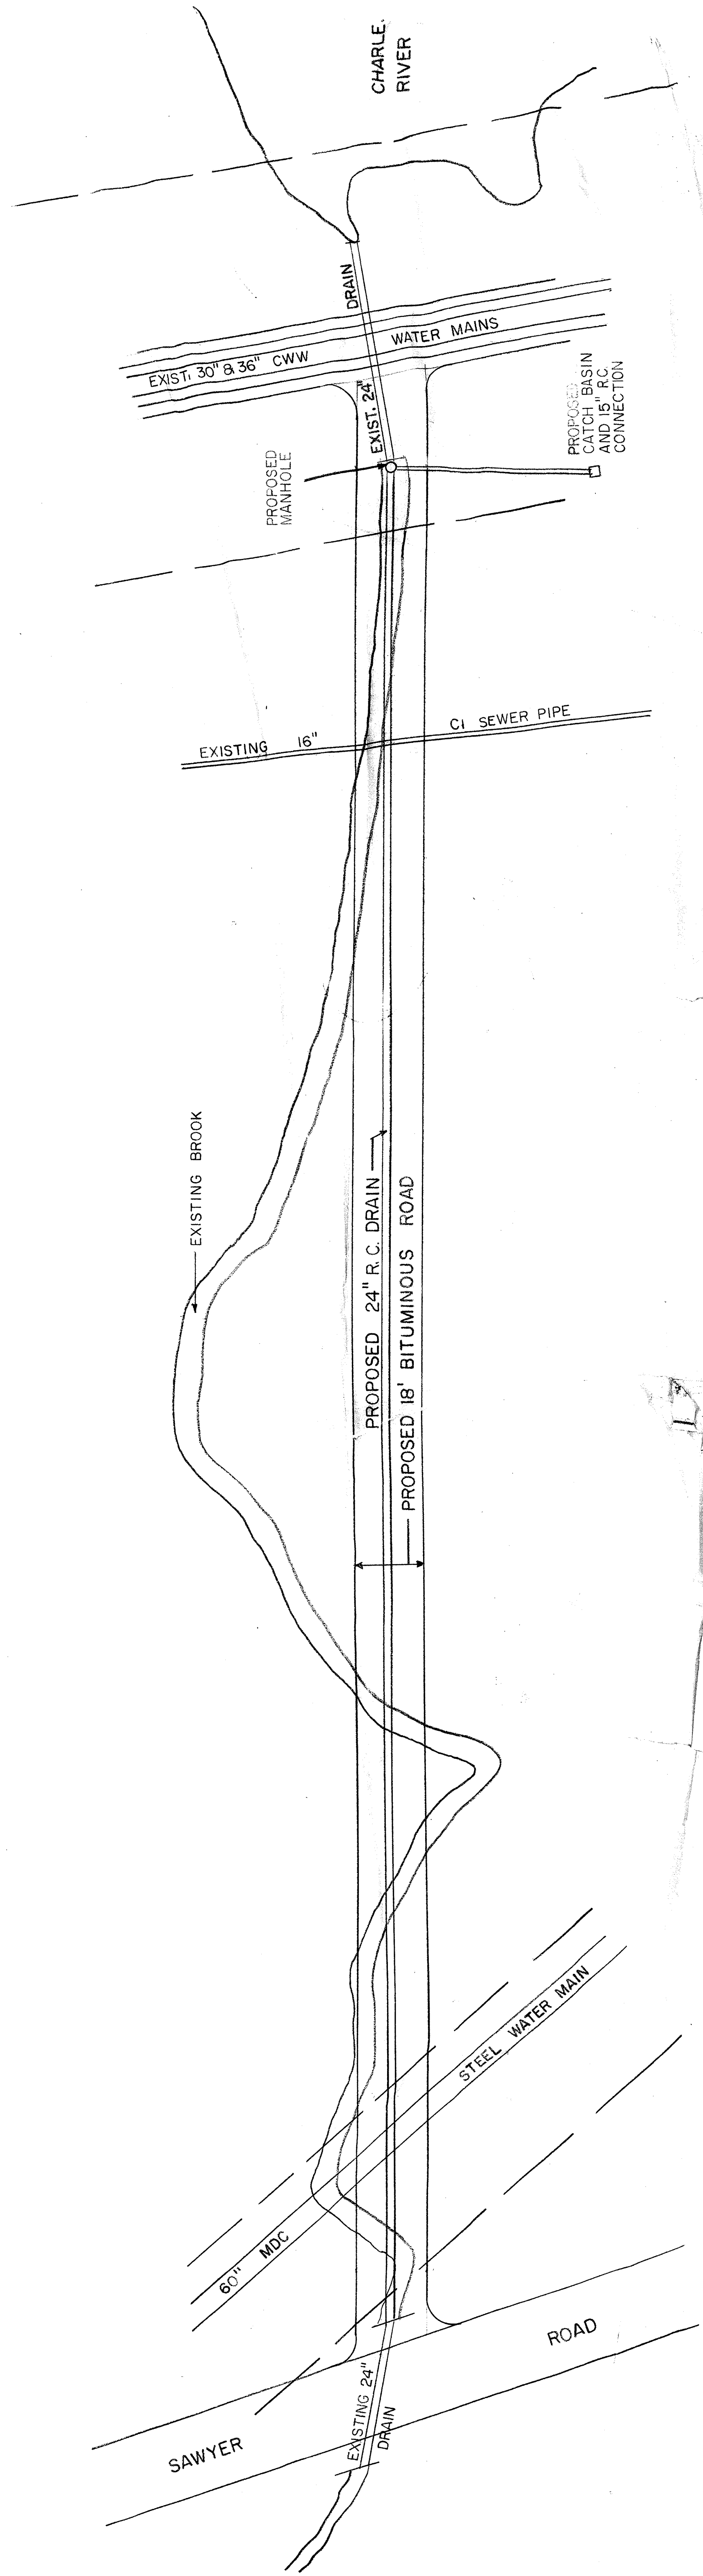 CHARLE.
RIVER
DRAIN
EXIST. 30" & 36" CWW WATER MAINS
EXIST. 24"
PROPOSED
MANHOLE
PROPOSED
CATCH BASIN
AND 15" R.C.
CONNECTION
EXISTING 16" CI SEWER PIPE
EXISTING BROOK
PROPOSED 24" R.C. DRAIN
PROPOSED 18' BITUMINOUS ROAD
60" MDC STEEL WATER MAIN
SAWYER ROAD
EXISTING 24"
DRAIN